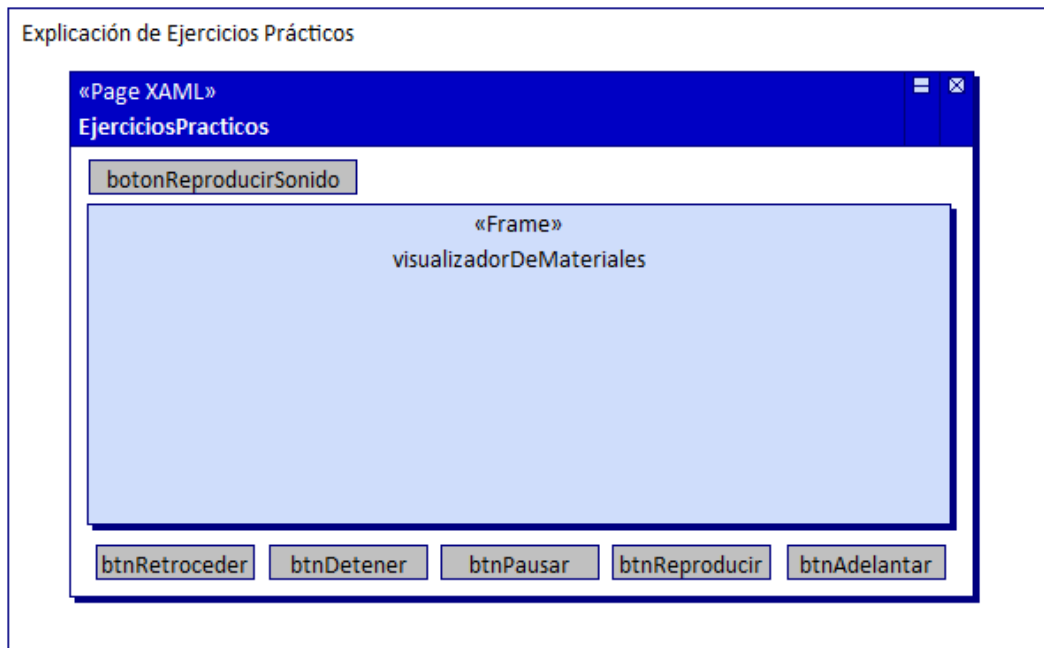 Explicación de Ejercicios Prácticos
«Page XAML»
EjerciciosPracticos
botonReproducirSonido
«Frame»
visualizadorDeMateriales
btnRetroceder btnDetener btnPausar btnReproducir btnAdelantar